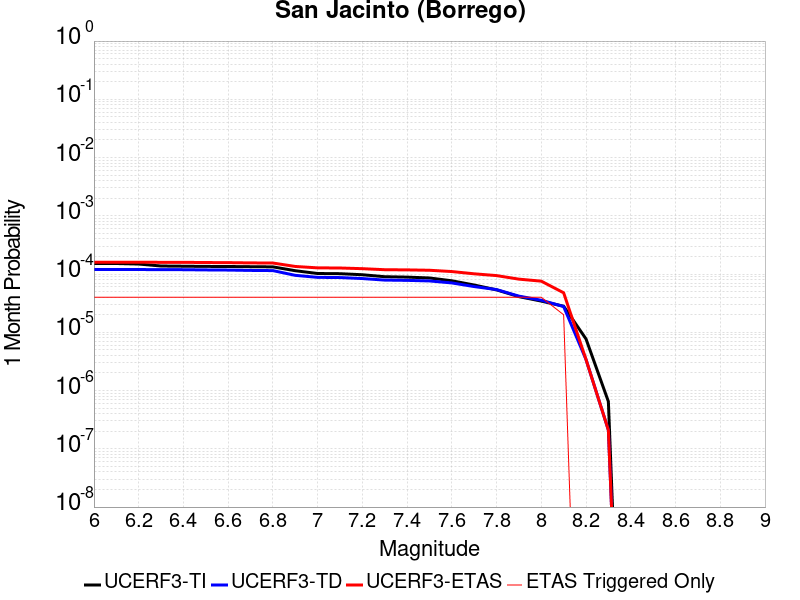 San Jacinto (Borrego)
10^0
10^-1
10^-2
10^-3
10^-4
10^-5
10^-6
10^-7
10^-8
1 Month Probability
6 6.2 6.4 6.6 6.8 7 7.2 7.4 7.6 7.8 8 8.2 8.4 8.6 8.8 9
Magnitude
UCERF3-TI UCERF3-TD UCERF3-ETAS ETAS Triggered Only